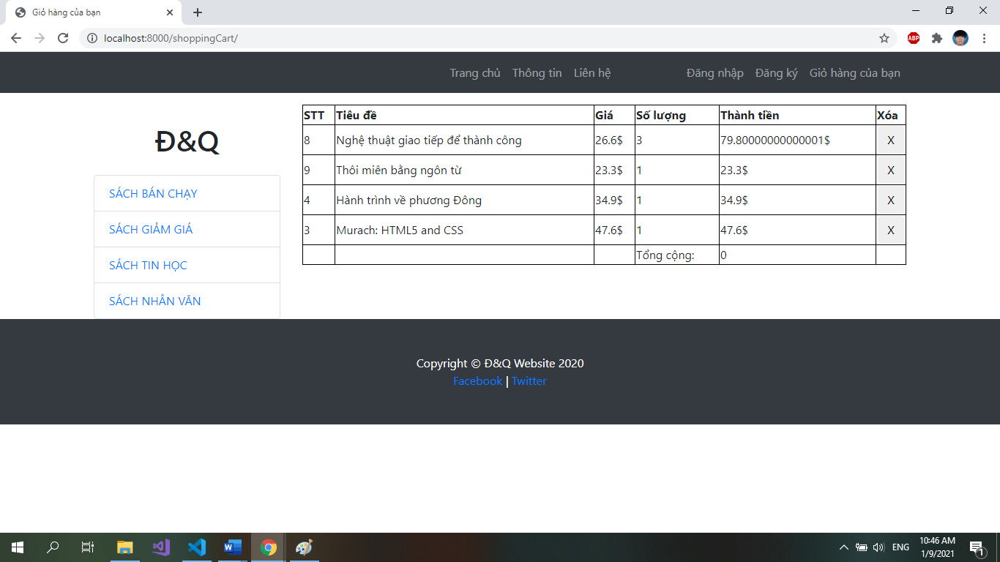 Giỏ hàng của bạn
localhost:8000/shoppingCart/
ABP
Trang chủ Thông tin Liên hệ Đăng nhập Đăng ký Giỏ hàng của bạn
Đ&Q
SÁCH BÁN CHẠY
SÁCH GIẢM GIÁ
SÁCH TIN HỌC
SÁCH NHÂN VĂN
STT Tiêu đề Giá Số lượng Thành tiền Xóa
8 Nghệ thuật giao tiếp để thành công 26.6$ 3 79.80000000000001$ X
9 Thôi miên bằng ngôn từ 23.3$ 1 23.3$ X
4 Hành trình về phương Đông 34.9$ 1 34.9$ X
3 Murach: HTML5 and CSS 47.6$ 1 47.6$ X
Tổng cộng: 0
Copyright © Đ&Q Website 2020
Facebook | Twitter
ENG
10:46 AM
1/9/2021
1